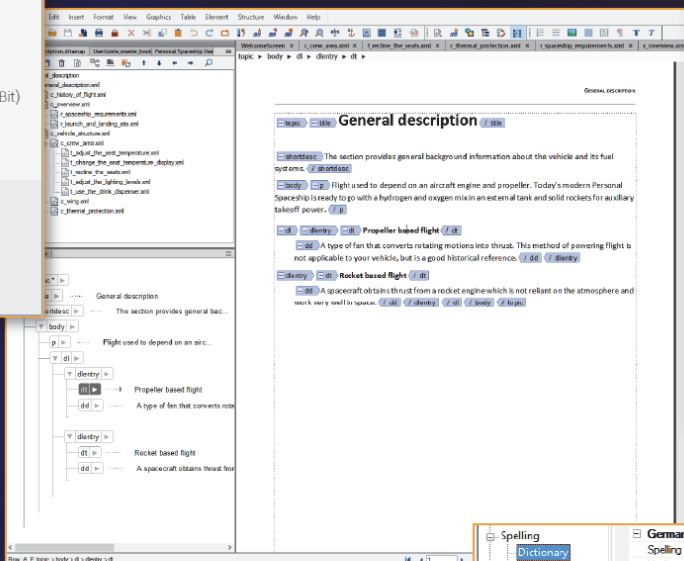 Edit Insert Format View Graphics Table Element Structure Window Help
Bit)
ription.ditamap UserGuide_master_book Personal Spaceship Use
WelcomeScreen × c_crew_area.xml × t_recline_the_seats.xml × c_thermal_protection.xml × r_spaceship_requirements.xml × c_overview.xml
topic ▸ body ▸ dl ▸ dlentry ▸ dt ▸
al_description
eneral_description.xml
c_history_of_flight.xml
c_overview.xml
r_spaceship_requirements.xml
r_launch_and_landing_site.xml
c_vehicle_structure.xml
c_crew_area.xml
t_adjust_the_seat_temperature.xml
t_change_the_seat_temperature_display.xml
t_recline_the_seats.xml
t_adjust_the_lighting_levels.xml
t_use_the_drink_dispenser.xml
c_wing.xml
c_thermal_protection.xml
General description
topic title General description / title
shortdesc The section provides general background information about the vehicle and its fuel
systems. / shortdesc
body p Flight used to depend on an aircraft engine and propeller. Today's modern Personal
Spaceship is ready to go with a hydrogen and oxygen mix in an external tank and solid rockets for auxiliary
takeoff power. / p
dl dlentry dt Propeller based flight / dt
dd A type of fan that converts rotating motions into thrust. This method of powering flight is
not applicable to your vehicle, but is a good historical reference. / dd / dlentry
dlentry dt Rocket based flight / dt
dd A spacecraft obtains thrust from a rocket engine which is not reliant on the atmosphere and
work very well in space. / dd / dlentry / dl / body / topic
c *
e General description
ortdesc The section provides general bac...
body
p Flight used to depend on an airc...
dl
dlentry
dt Propeller based flight
dd A type of fan that converts rota
dlentry
dt Rocket based flight
dd A spacecraft obtains thrust from
Row: A E: topic > body > dl > dlentry > dt
1
Spelling
Dictionary
German
Spelling